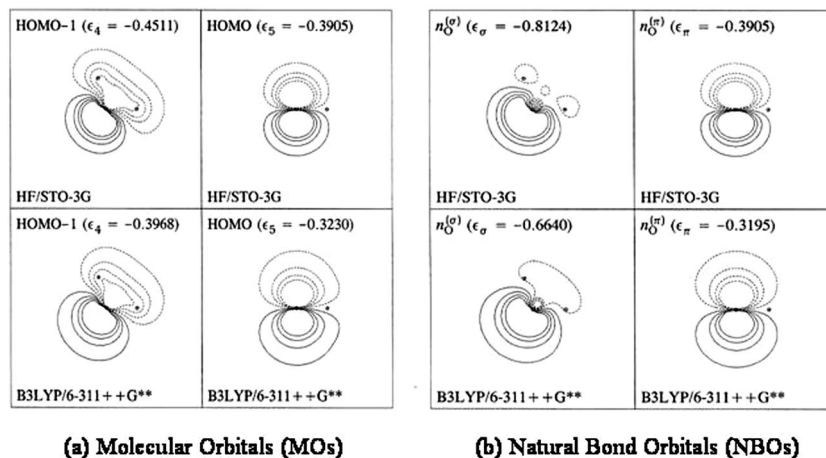 HOMO-1 (ϵ₄ = -0.4511)
HOMO (ϵ₅ = -0.3905)
HF/STO-3G
HF/STO-3G
HOMO-1 (ϵ₄ = -0.3968)
HOMO (ϵ₅ = -0.3230)
B3LYP/6-311++G**
B3LYP/6-311++G**
(a) Molecular Orbitals (MOs)
n_O^(σ) (ϵ_σ = -0.8124)
n_O^(π) (ϵ_π = -0.3905)
HF/STO-3G
HF/STO-3G
n_O^(σ) (ϵ_σ = -0.6640)
n_O^(π) (ϵ_π = -0.3195)
B3LYP/6-311++G**
B3LYP/6-311++G**
(b) Natural Bond Orbitals (NBOs)